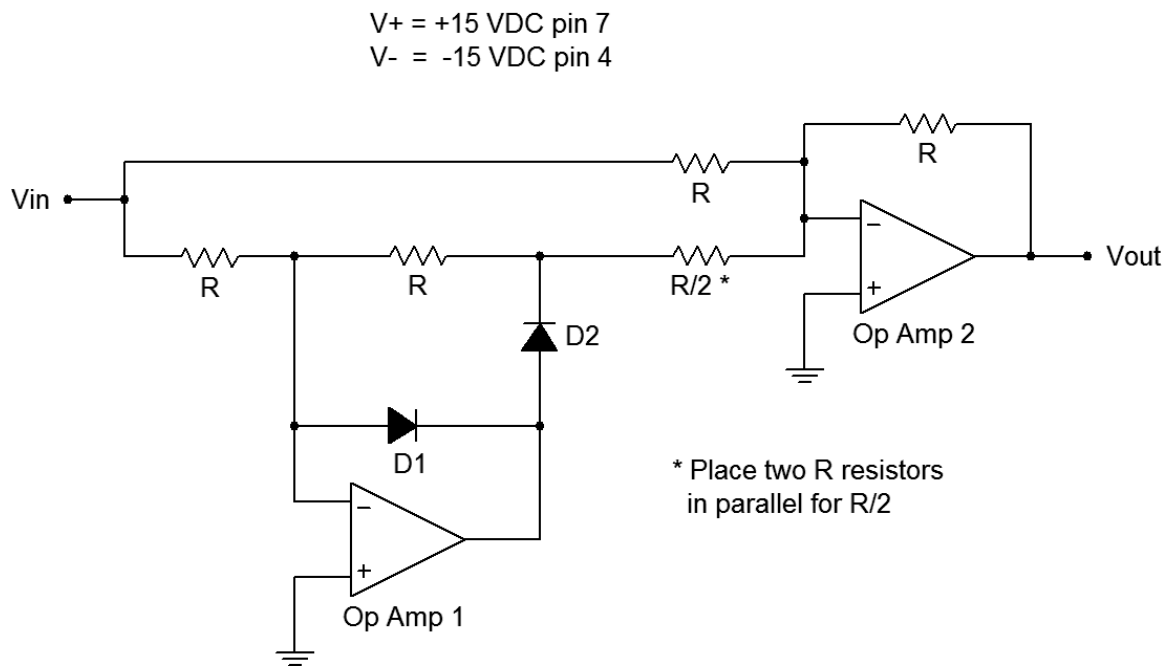 V+ = +15 VDC pin 7
V- = -15 VDC pin 4
R
R
Vin
R
R
R/2 *
Vout
D2
Op Amp 2
D1
* Place two R resistors
in parallel for R/2
Op Amp 1
−
+
−
+